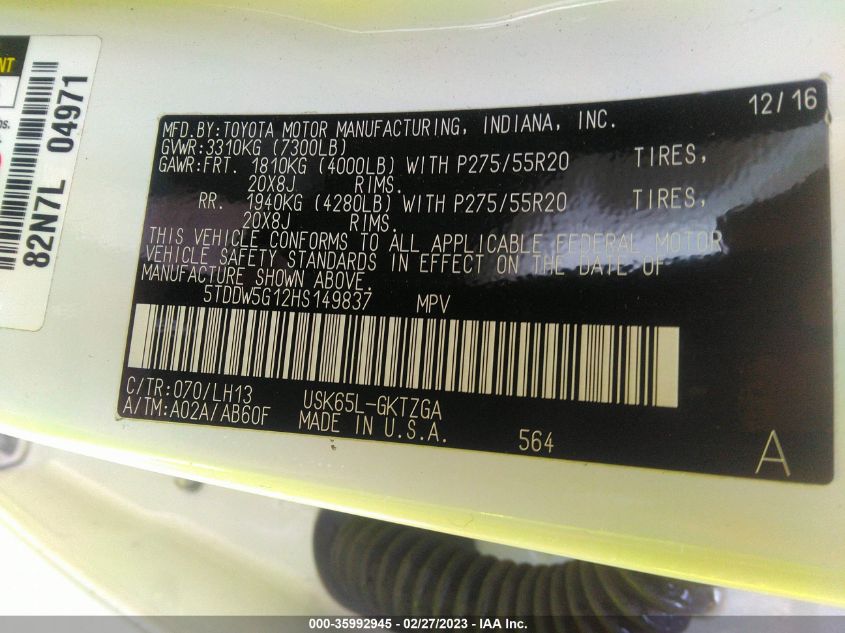 NT
ns.
82N7L 04971
12/16
MFD.BY:TOYOTA MOTOR MANUFACTURING, INDIANA, INC.
GVWR:3310KG (7300LB)
GAWR:FRT. 1810KG (4000LB) WITH P275/55R20 TIRES,
20X8J RIMS.
RR. 1940KG (4280LB) WITH P275/55R20 TIRES,
20X8J RIMS.
THIS VEHICLE CONFORMS TO ALL APPLICABLE FEDERAL MOTOR
VEHICLE SAFETY STANDARDS IN EFFECT ON THE DATE OF
MANUFACTURE SHOWN ABOVE.
5TDDW5G12HS149837 MPV
C/TR:070/LH13 USK65L-GKTZGA
A/TM:A02A/AB60F MADE IN U.S.A. 564
A
000-35992945 - 02/27/2023 - IAA Inc.